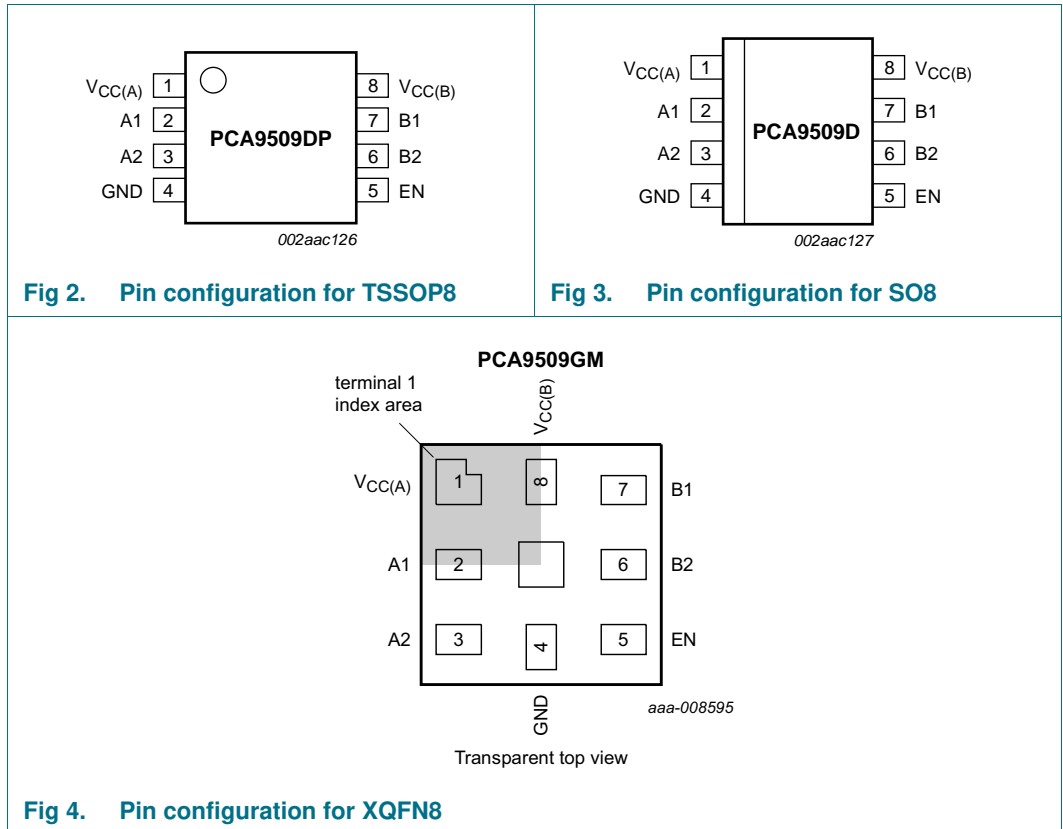 VCC(A) 1
8 VCC(B)
A1 2
7 B1
PCA9509DP
A2 3
6 B2
GND 4
5 EN
002aac126
Fig 2. Pin configuration for TSSOP8
VCC(A) 1
8 VCC(B)
A1 2
7 B1
PCA9509D
A2 3
6 B2
GND 4
5 EN
002aac127
Fig 3. Pin configuration for SO8
PCA9509GM
terminal 1
index area
VCC(B)
VCC(A) 1
8
7 B1
A1 2
6 B2
A2 3
4
5 EN
GND
aaa-008595
Transparent top view
Fig 4. Pin configuration for XQFN8